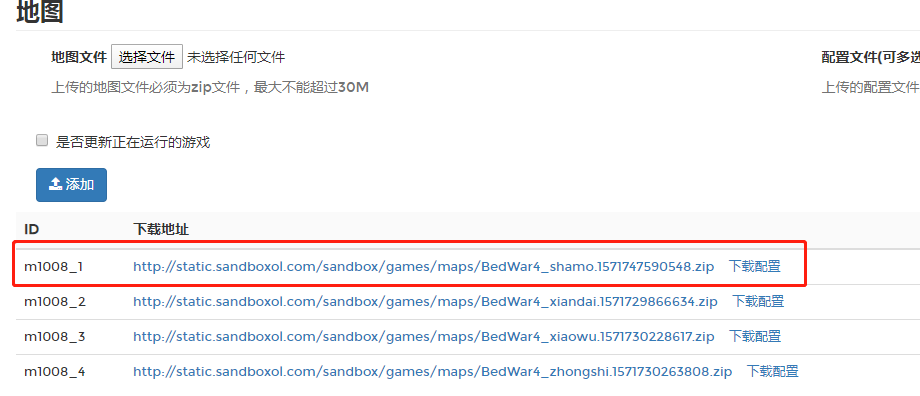 地图
地图文件 选择文件 未选择任何文件 配置文件(可多选
上传的地图文件必须为zip文件，最大不能超过30M 上传的配置文件
是否更新正在运行的游戏
添加
ID 下载地址
m1008_1 http://static.sandboxol.com/sandbox/games/maps/BedWar4_shamo.1571747590548.zip 下载配置
m1008_2 http://static.sandboxol.com/sandbox/games/maps/BedWar4_xiandai.1571729866634.zip 下载配置
m1008_3 http://static.sandboxol.com/sandbox/games/maps/BedWar4_xiaowu.1571730228617.zip 下载配置
m1008_4 http://static.sandboxol.com/sandbox/games/maps/BedWar4_zhongshi.1571730263808.zip 下载配置